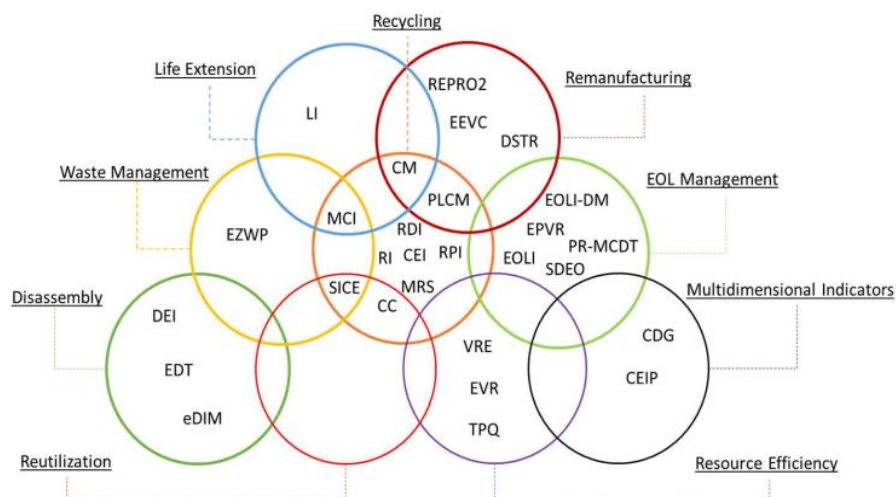 Recycling
Life Extension
Remanufacturing
REPRO2
LI
EEVC
DSTR
Waste Management
CM
EOL Management
PLCM
EOLI-DM
MCI
EZWP
RDI
EPVR
RI
CEI
RPI
EOLI
PR-MCDT
SDEO
Disassembly
SICE
MRS
Multidimensional Indicators
CC
DEI
CDG
VRE
EDT
CEIP
EVR
eDIM
TPQ
Reutilization
Resource Efficiency